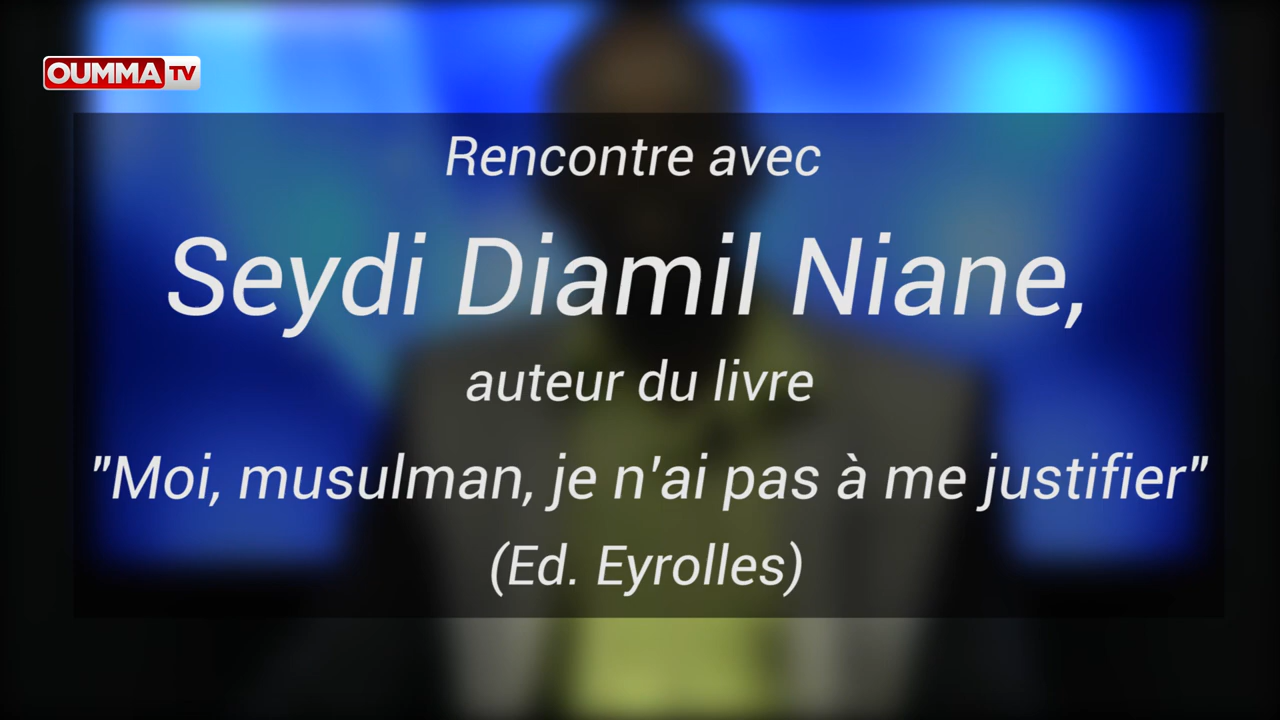 OUMMA TV
Rencontre avec
Seydi Diamil Niane,
auteur du livre
"Moi, musulman, je n'ai pas à me justifier"
(Ed. Eyrolles)